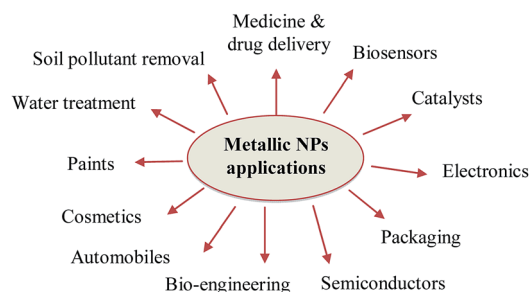 Medicine &
drug delivery
Soil pollutant removal
Biosensors
Water treatment
Catalysts
Metallic NPs
applications
Paints
Electronics
Cosmetics
Packaging
Automobiles
Bio-engineering
Semiconductors